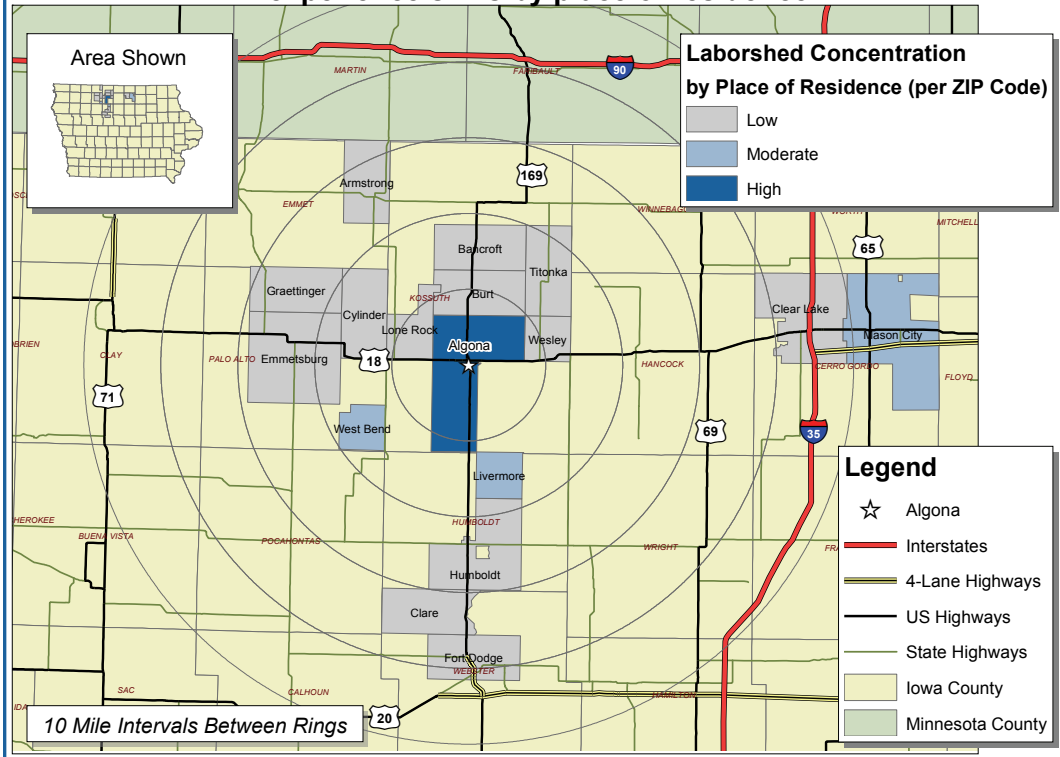 Area Shown
Laborshed Concentration
by Place of Residence (per ZIP Code)
Low
Moderate
High
MARTIN
FARIBAULT
90
169
Armstrong
EMMET
WINNEBAG
WORTH
MITCHELL
65
Bancroft
Titonka
Graettinger
KOSSUTH
Burt
Clear Lake
Cylinder
Lone Rock
Algona
Wesley
Mason City
BRIEN
CLAY
PALO ALTO
Emmetsburg
18
HANCOCK
CERRO GORDO
FLOYD
71
West Bend
69
35
Livermore
HEROKEE
BUENA VISTA
POCAHONTAS
HUMBOLDT
WRIGHT
FRA
Humboldt
Clare
Fort Dodge
WEBSTER
SAC
CALHOUN
HAMILTON
IDA
20
10 Mile Intervals Between Rings
Legend
Algona
Interstates
4-Lane Highways
US Highways
State Highways
Iowa County
Minnesota County